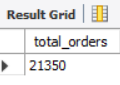 Result Grid
total_orders
21350